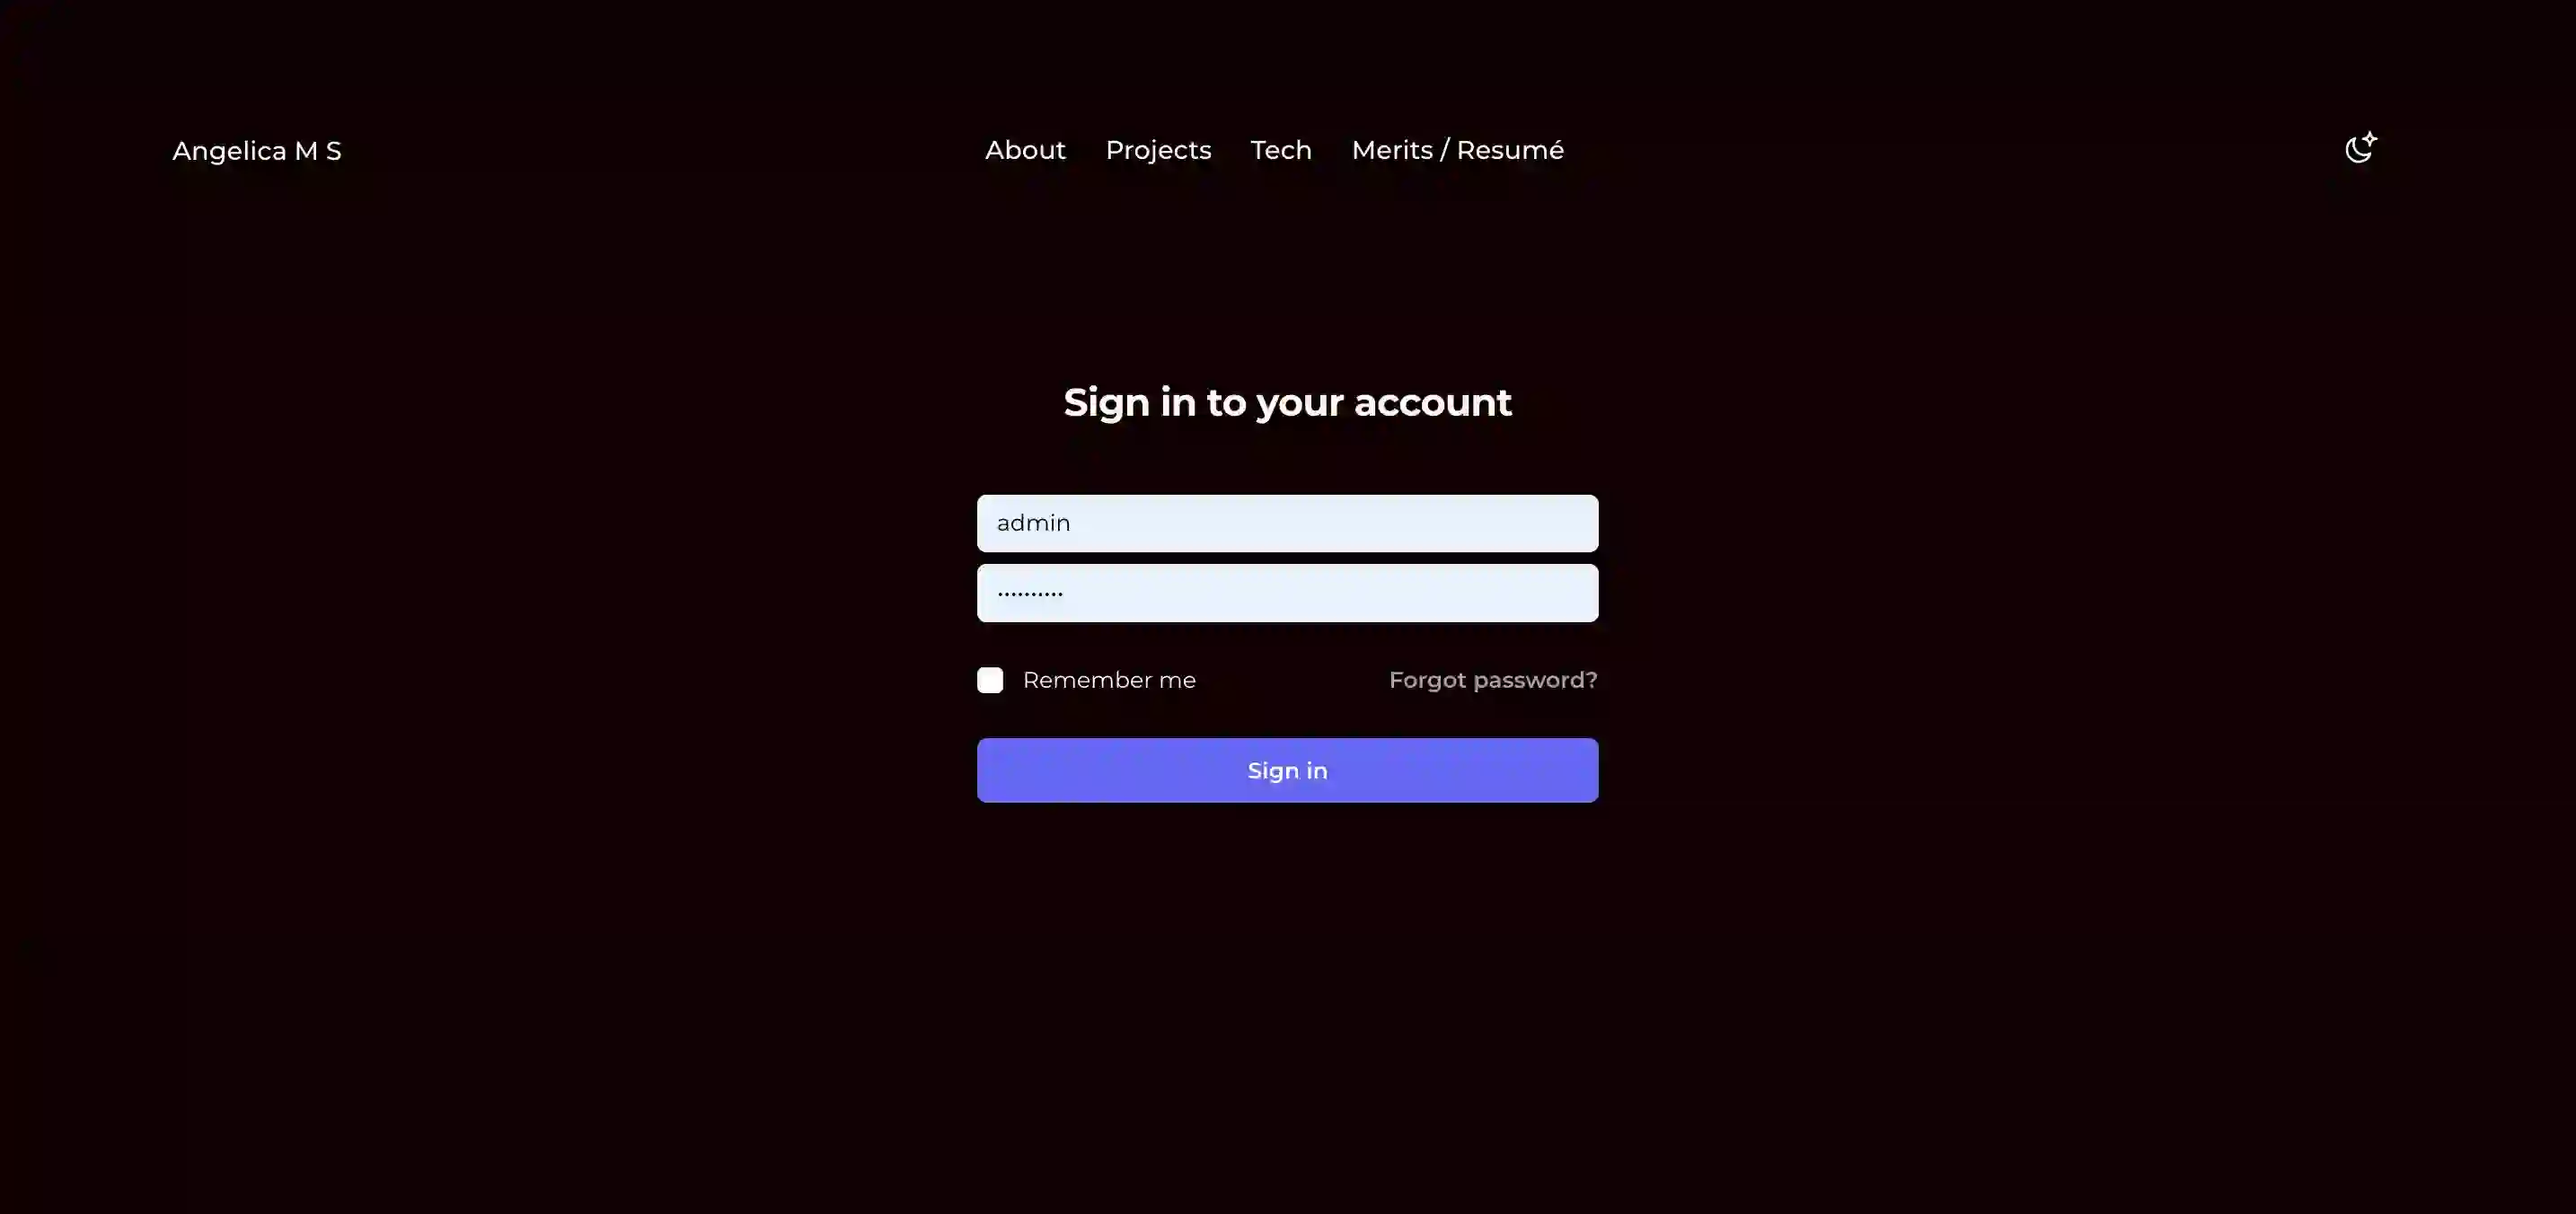 Angelica M S
About Projects Tech Merits / Resumé
Sign in to your account
admin
••••••••••
Remember me Forgot password?
Sign in